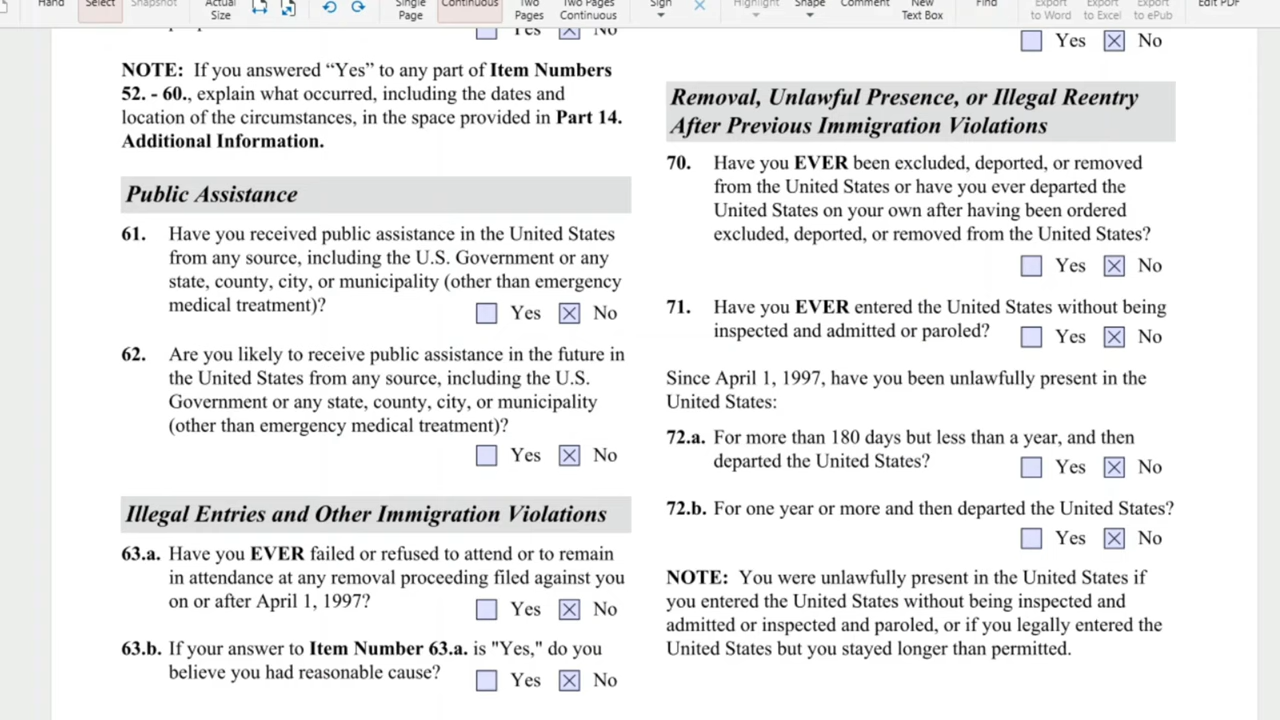 Hand
Select
Snapshot
Actual
Size
Single
Page
Continuous
Two
Pages
Two Pages
Continuous
Sign
Highlight
Shape
Comment
New
Text Box
Find
Export
to Word
Export
to Excel
Export
to ePub
Edit PDF
Yes No
NOTE: If you answered “Yes” to any part of Item Numbers
52. - 60., explain what occurred, including the dates and
location of the circumstances, in the space provided in Part 14.
Additional Information.
Public Assistance
61. Have you received public assistance in the United States
from any source, including the U.S. Government or any
state, county, city, or municipality (other than emergency
medical treatment)? Yes No
62. Are you likely to receive public assistance in the future in
the United States from any source, including the U.S.
Government or any state, county, city, or municipality
(other than emergency medical treatment)?
Yes No
Illegal Entries and Other Immigration Violations
63.a. Have you EVER failed or refused to attend or to remain
in attendance at any removal proceeding filed against you
on or after April 1, 1997? Yes No
63.b. If your answer to Item Number 63.a. is "Yes," do you
believe you had reasonable cause? Yes No
Yes No
Removal, Unlawful Presence, or Illegal Reentry
After Previous Immigration Violations
70. Have you EVER been excluded, deported, or removed
from the United States or have you ever departed the
United States on your own after having been ordered
excluded, deported, or removed from the United States?
Yes No
71. Have you EVER entered the United States without being
inspected and admitted or paroled? Yes No
Since April 1, 1997, have you been unlawfully present in the
United States:
72.a. For more than 180 days but less than a year, and then
departed the United States? Yes No
72.b. For one year or more and then departed the United States?
Yes No
NOTE: You were unlawfully present in the United States if
you entered the United States without being inspected and
admitted or inspected and paroled, or if you legally entered the
United States but you stayed longer than permitted.